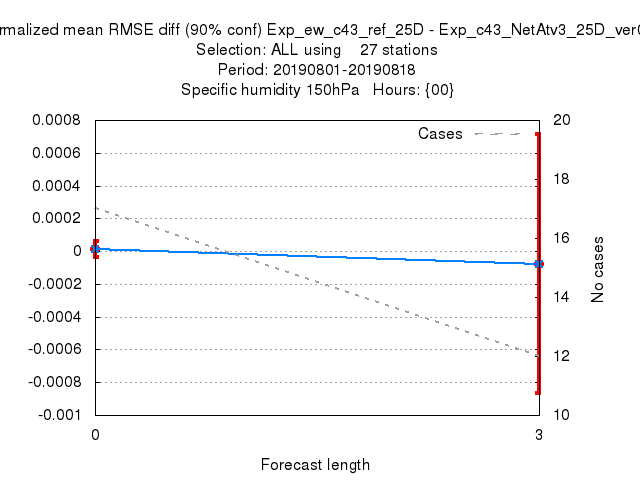 rmalized mean RMSE diff (90% conf) Exp_ew_c43_ref_25D - Exp_c43_NetAtv3_25D_ver
Selection: ALL using 27 stations
Period: 20190801-20190818
Specific humidity 150hPa Hours: {00}
Cases
0.0008
0.0006
0.0004
0.0002
0
-0.0002
-0.0004
-0.0006
-0.0008
-0.001
20
18
16
14
12
10
No cases
0
3
Forecast length